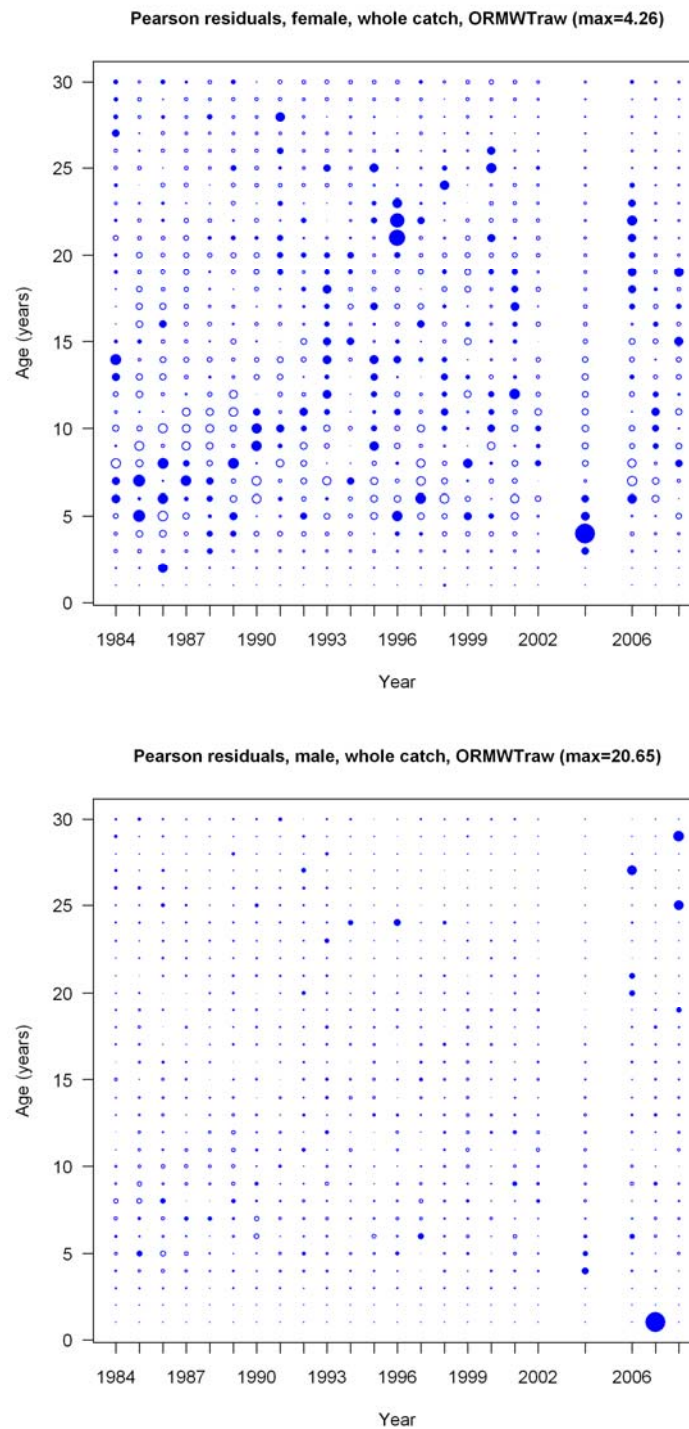 Pearson residuals, female, whole catch, ORMWTraw (max=4.26)
30
25
20
15
10
5
0
Age (years)
1984 1987 1990 1993 1996 1999 2002 2006
Year
Pearson residuals, male, whole catch, ORMWTraw (max=20.65)
30
25
20
15
10
5
0
Age (years)
1984 1987 1990 1993 1996 1999 2002 2006
Year